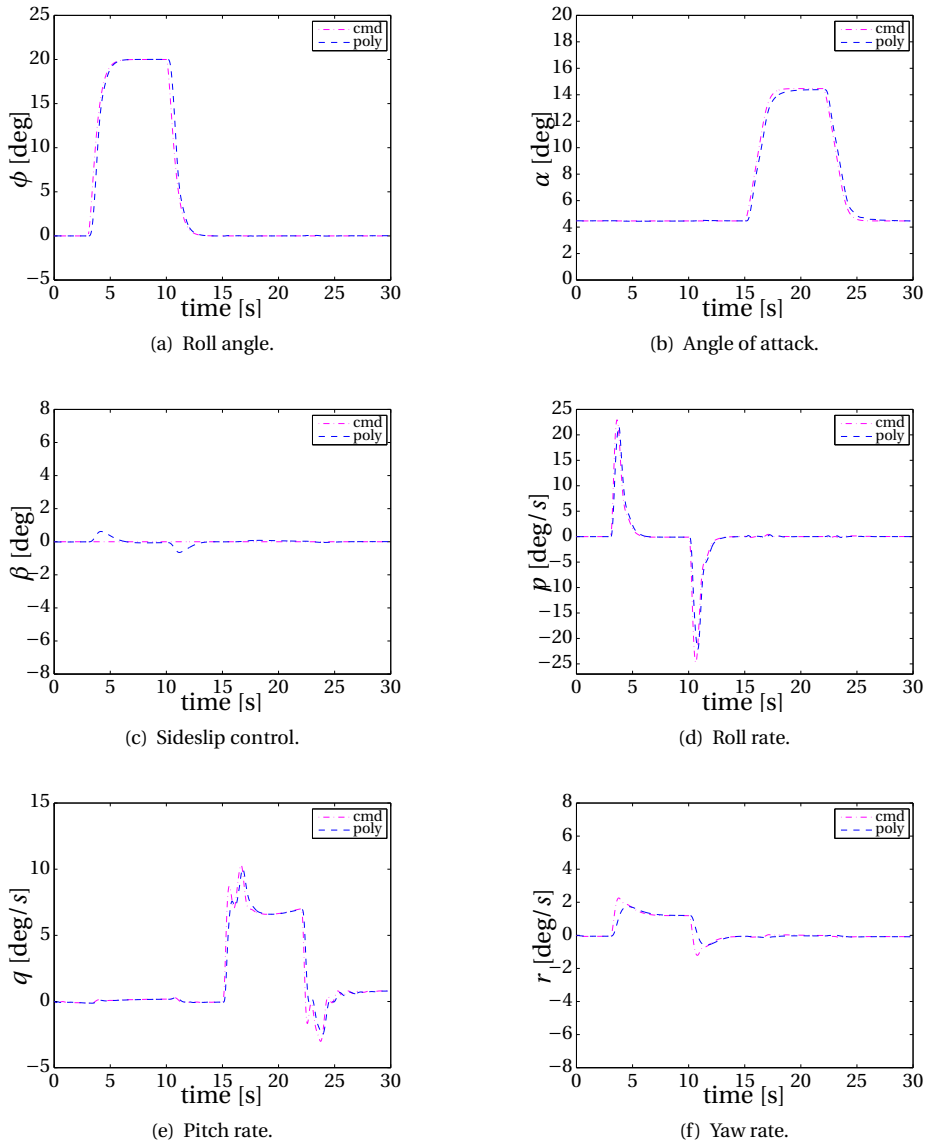 cmd
poly
20
15
10
5
0
−5
ϕ [deg]
0 5 10 15 20 25 30
time [s]
(a) Roll angle.
cmd
poly
20
18
16
14
12
10
8
6
4
2
0
α [deg]
0 5 10 15 20 25 30
time [s]
(b) Angle of attack.
cmd
poly
8
6
4
2
0
−2
−4
−6
−8
β [deg]
0 5 10 15 20 25 30
time [s]
(c) Sideslip control.
cmd
poly
25
20
15
10
5
0
−5
−10
−15
−20
−25
p [deg/s]
0 5 10 15 20 25 30
time [s]
(d) Roll rate.
cmd
poly
15
10
5
0
−5
q [deg/s]
0 5 10 15 20 25 30
time [s]
(e) Pitch rate.
cmd
poly
8
6
4
2
0
−2
−4
−6
−8
r [deg/s]
0 5 10 15 20 25 30
time [s]
(f) Yaw rate.